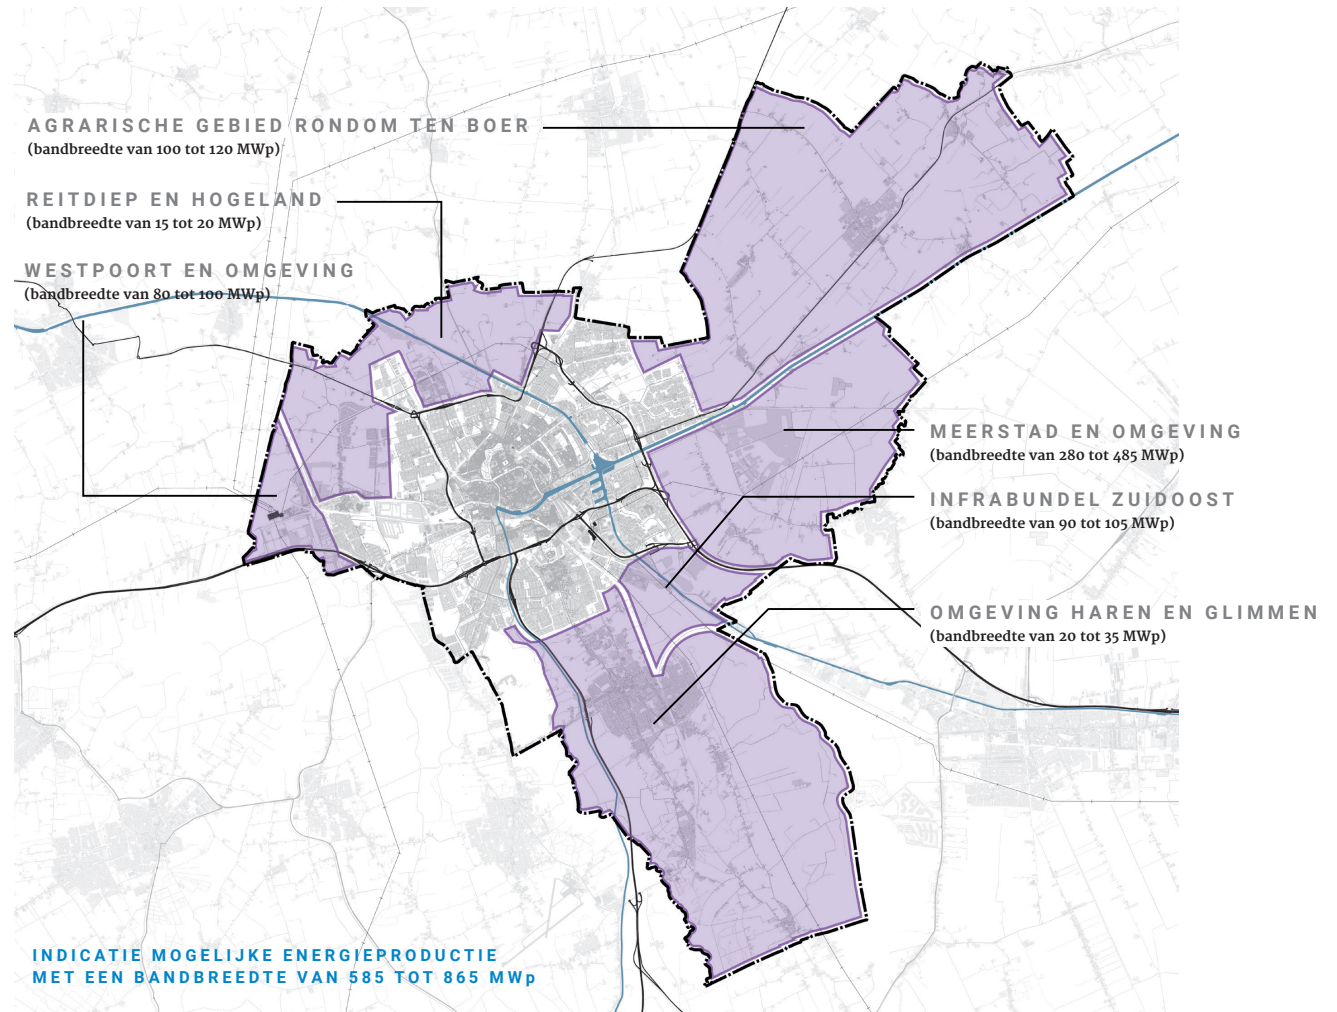 AGRARISCHE GEBIED RONDOM TEN BOER
(bandbreedte van 100 tot 120 MWp)
REITDIEP EN HOGELAND
(bandbreedte van 15 tot 20 MWp)
WESTPOORT EN OMGEVING
(bandbreedte van 80 tot 100 MWp)
MEERSTAD EN OMGEVING
(bandbreedte van 280 tot 485 MWp)
INFRABUNDEL ZUIDOOST
(bandbreedte van 90 tot 105 MWp)
OMGEVING HAREN EN GLIMMEN
(bandbreedte van 20 tot 35 MWp)
INDICATIE MOGELIJKE ENERGIEPRODUCTIE
MET EEN BANDBREEDTE VAN 585 TOT 865 MWp